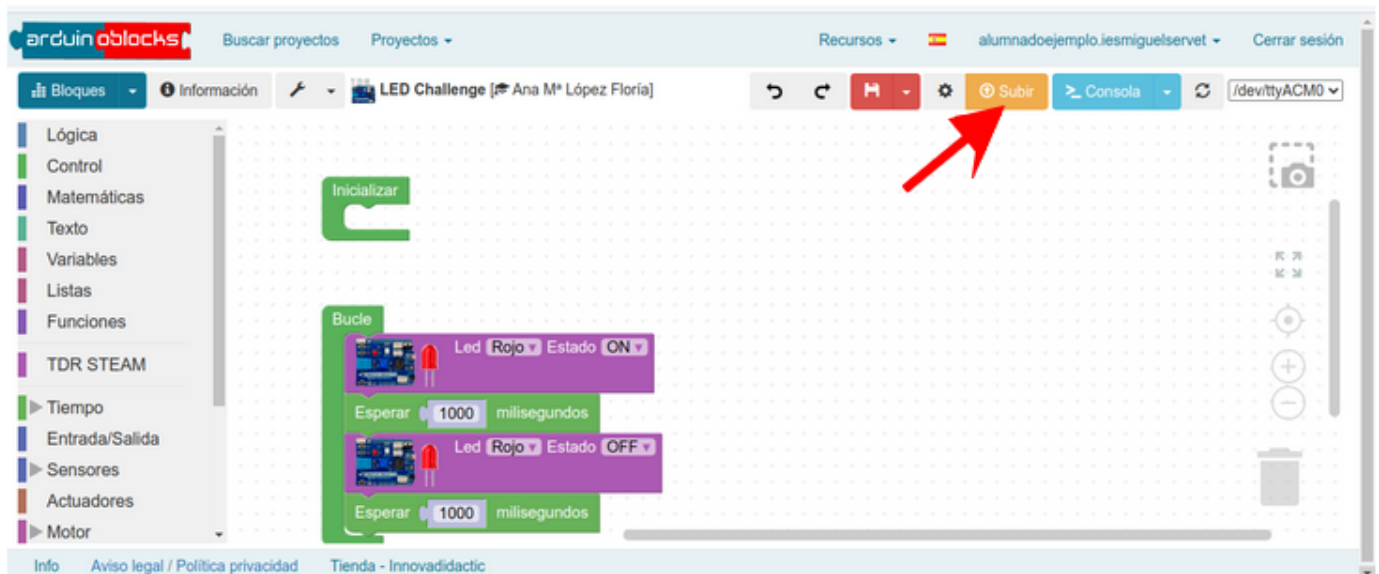 arduinoblocks Buscar proyectos Proyectos Recursos alumnadoejemplo.iesmiguelservet Cerrar sesión
Bloques Información LED Challenge [Ana Mª López Floría] Subir >_ Consola /dev/ttyACM0
Lógica
Control
Matemáticas
Texto
Variables
Listas
Funciones
TDR STEAM
Tiempo
Entrada/Salida
Sensores
Actuadores
Motor
Inicializar
Bucle
Led Rojo Estado ON
Esperar 1000 milisegundos
Led Rojo Estado OFF
Esperar 1000 milisegundos
Info Aviso legal / Política privacidad Tienda - Innovadidactic